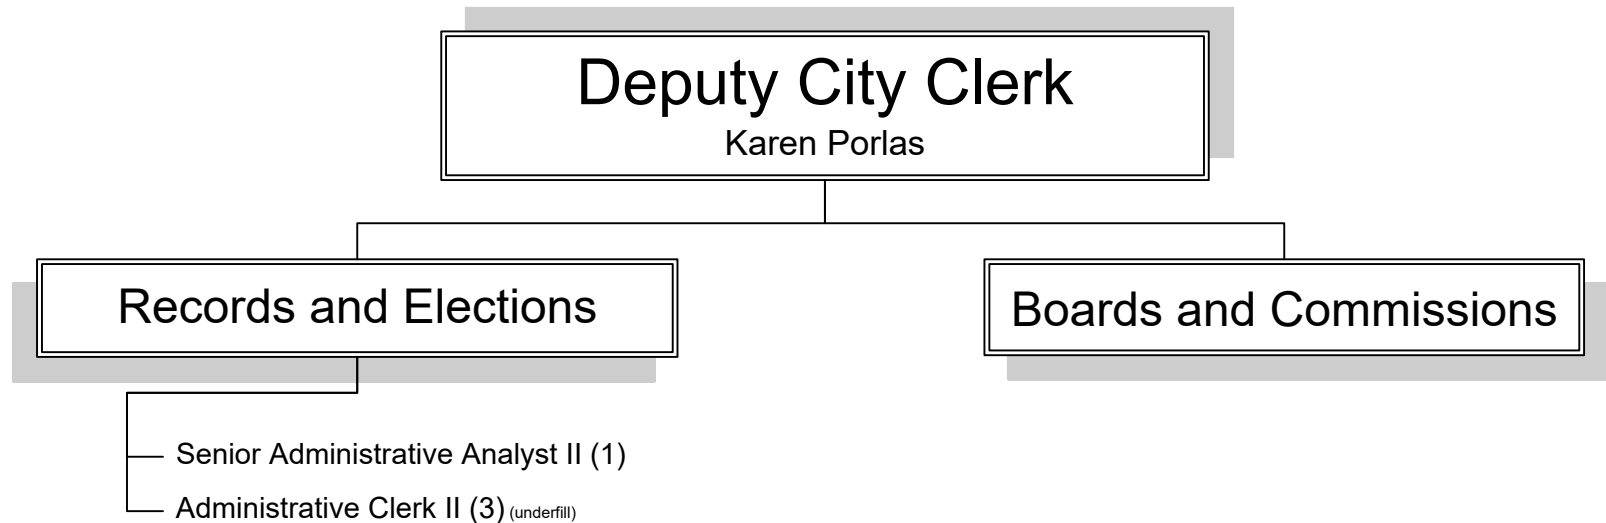 Deputy City Clerk
Karen Porlas
Records and Elections
Boards and Commissions
Senior Administrative Analyst II (1)
Administrative Clerk II (3) (underfill)